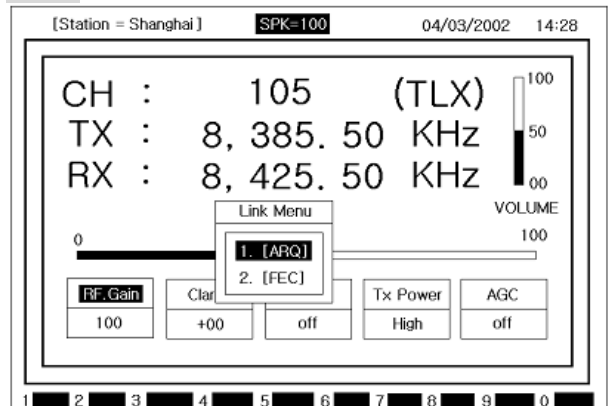 [Station = Shanghai] SPK=100 04/03/2002 14:28
CH : 105 (TLX)
TX : 8, 385. 50 KHz
RX : 8, 425. 50 KHz
100
50
00
VOLUME
Link Menu
0 100
1. [ARQ]
2. [FEC]
RF.Gain Clar Tx Power AGC
100 +00 off High off
1 2 3 4 5 6 7 8 9 0